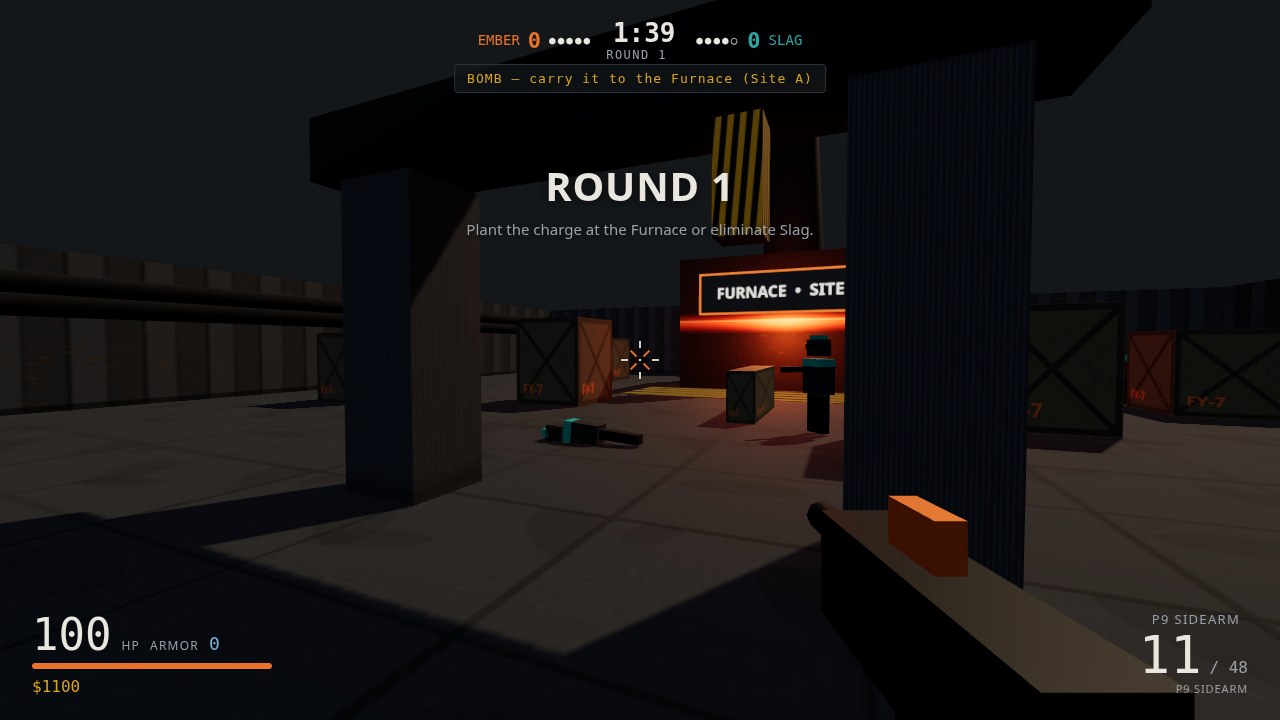 EMBER 0 1:39 0 SLAG
ROUND 1
BOMB — carry it to the Furnace (Site A)
ROUND 1
Plant the charge at the Furnace or eliminate Slag.
FURNACE • SITE
FY-7
-7
FY-7
100 HP ARMOR 0
$1100
P9 SIDEARM
11 / 48
P9 SIDEARM